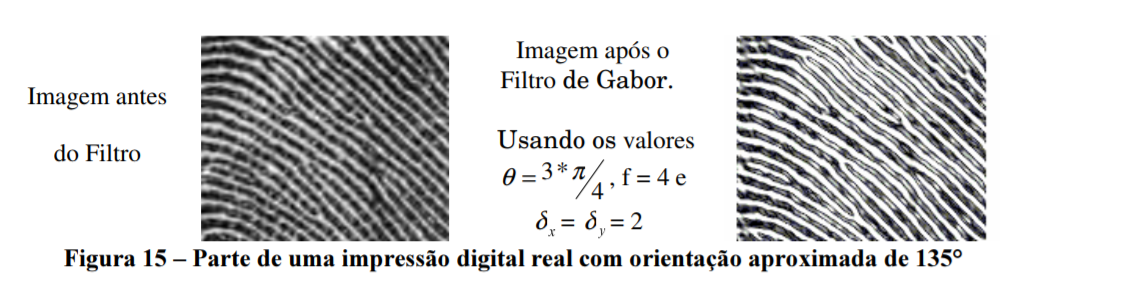 Imagem antes
do Filtro
Imagem após o
Filtro de Gabor.
Usando os valores
θ = 3 * π/4 , f = 4 e
δx = δy = 2
Figura 15 – Parte de uma impressão digital real com orientação aproximada de 135°